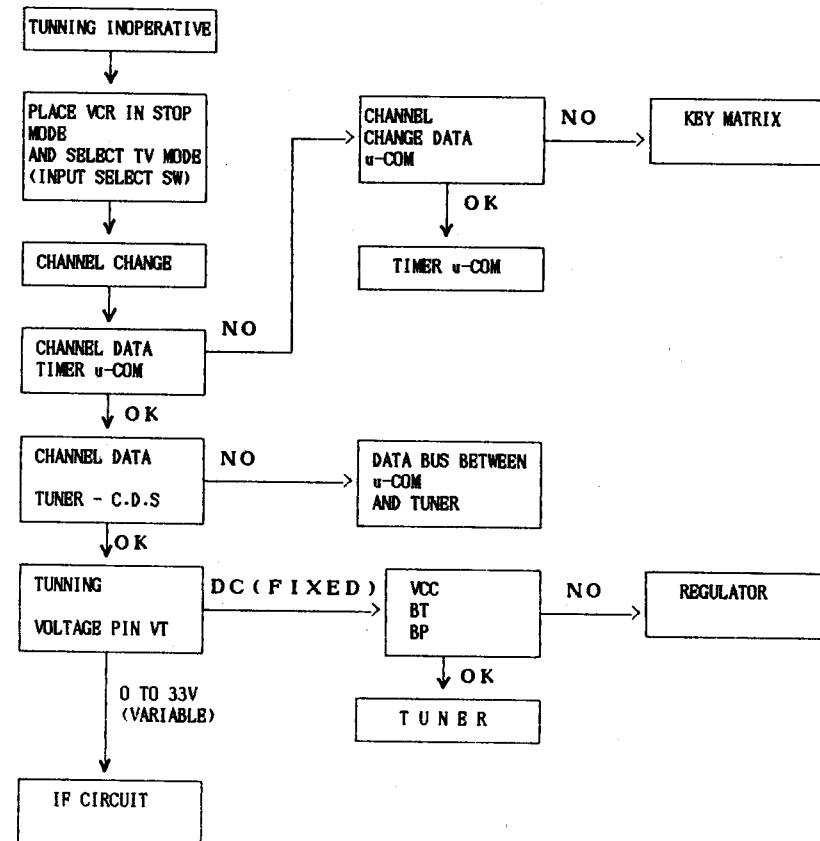 TUNNING INOPERATIVE
PLACE VCR IN STOP
MODE
AND SELECT TV MODE
(INPUT SELECT SW)
CHANNEL CHANGE
CHANNEL DATA
TIMER u-COM
NO
CHANNEL
CHANGE DATA
u-COM
NO
KEY MATRIX
OK
TIMER u-COM
OK
CHANNEL DATA
TUNER - C.D.S
NO
DATA BUS BETWEEN
u-COM
AND TUNER
OK
TUNNING
VOLTAGE PIN VT
DC(FIXED)
VCC
BT
BP
NO
REGULATOR
OK
TUNER
0 TO 33V
(VARIABLE)
IF CIRCUIT